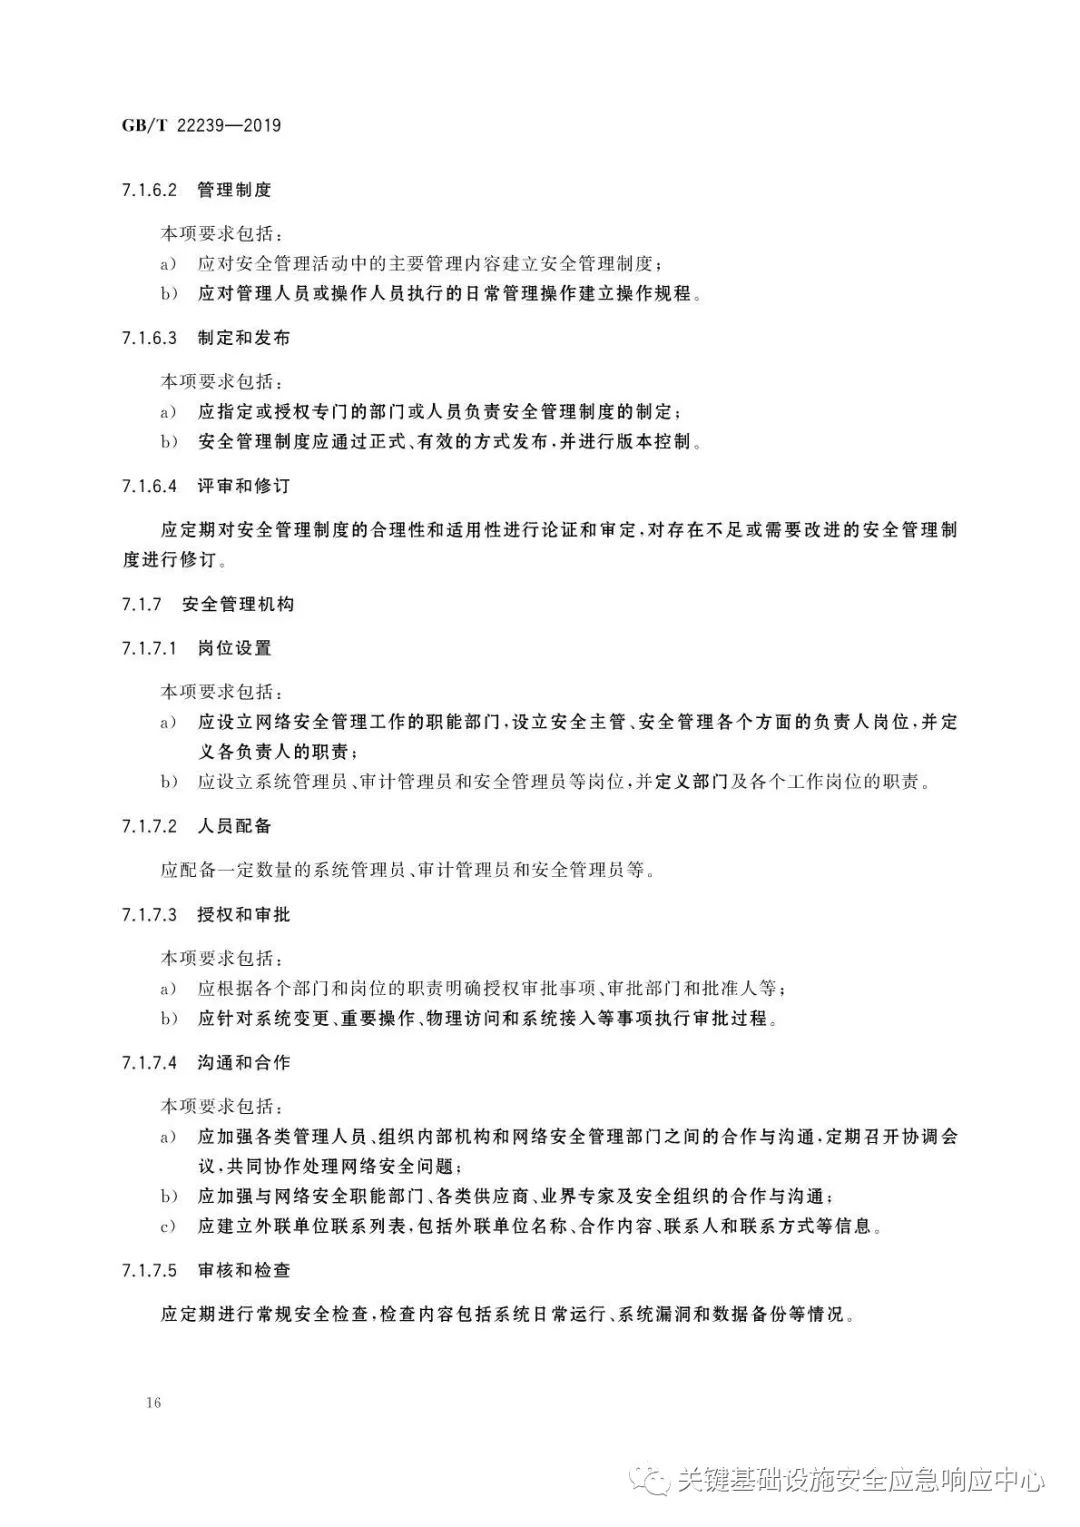 GB/T 22239—2019
7.1.6.2 管理制度
本项要求包括:
a) 应对安全管理活动中的主要管理内容建立安全管理制度;
b) 应对管理人员或操作人员执行的日常管理操作建立操作规程。
7.1.6.3 制定和发布
本项要求包括:
a) 应指定或授权专门的部门或人员负责安全管理制度的制定;
b) 安全管理制度应通过正式、有效的方式发布,并进行版本控制。
7.1.6.4 评审和修订
应定期对安全管理制度的合理性和适用性进行论证和审定,对存在不足或需要改进的安全管理制
度进行修订。
7.1.7 安全管理机构
7.1.7.1 岗位设置
本项要求包括:
a) 应设立网络安全管理工作的职能部门,设立安全主管、安全管理各个方面的负责人岗位,并定
义各负责人的职责;
b) 应设立系统管理员、审计管理员和安全管理员等岗位,并定义部门及各个工作岗位的职责。
7.1.7.2 人员配备
应配备一定数量的系统管理员、审计管理员和安全管理员等。
7.1.7.3 授权和审批
本项要求包括:
a) 应根据各个部门和岗位的职责明确授权审批事项、审批部门和批准人等;
b) 应针对系统变更、重要操作、物理访问和系统接入等事项执行审批过程。
7.1.7.4 沟通和合作
本项要求包括:
a) 应加强各类管理人员、组织内部机构和网络安全管理部门之间的合作与沟通,定期召开协调会
议,共同协作处理网络安全问题;
b) 应加强与网络安全职能部门、各类供应商、业界专家及安全组织的合作与沟通;
c) 应建立外联单位联系列表,包括外联单位名称、合作内容、联系人和联系方式等信息。
7.1.7.5 审核和检查
应定期进行常规安全检查,检查内容包括系统日常运行、系统漏洞和数据备份等情况。
16
关键基础设施安全应急响应中心